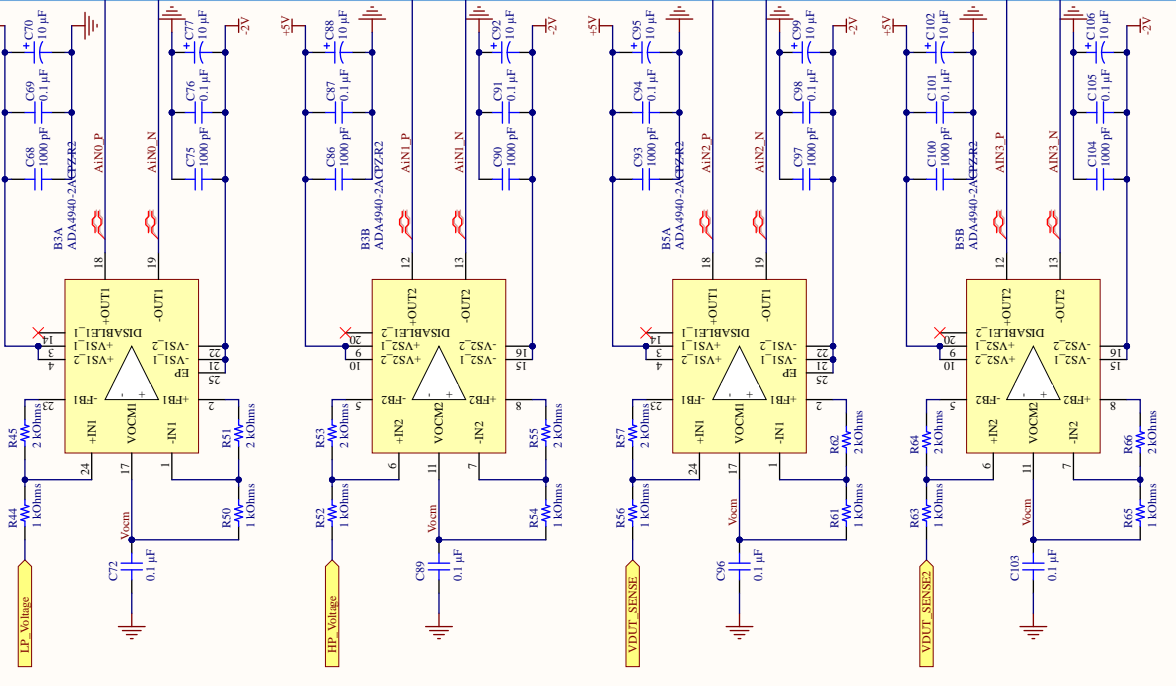 C70
10 µF
C69
0.1 µF
C68
1000 pF
AiN0_P
AiN0_N
C77
10 µF
-2V
C76
0.1 µF
C75
1000 pF
B3A
ADA4940-2ACPZ-R2
18
19
+OUT1
-OUT1
DISABLE1_1
14
+VS1_1
3
+VS1_2
4
-VS1_2
22
-VS1_1
21
EP
25
-FB1
23
+FB1
2
+IN1
24
VOCM1
17
-IN1
1
R45
2 kOhms
R51
2 kOhms
R44
1 kOhms
R50
1 kOhms
Vocm
C72
0.1 µF
LP_Voltage
+5V
C88
10 µF
C87
0.1 µF
C86
1000 pF
AiN1_P
AiN1_N
C92
10 µF
-2V
C91
0.1 µF
C90
1000 pF
B3B
ADA4940-2ACPZ-R2
12
13
+OUT2
-OUT2
DISABLE1_2
20
+VS2_1
9
+VS2_2
10
-VS2_2
16
-VS2_1
15
-FB2
5
+FB2
8
+IN2
6
VOCM2
11
-IN2
7
R53
2 kOhms
R55
2 kOhms
R52
1 kOhms
R54
1 kOhms
Vocm
C89
0.1 µF
HP_Voltage
+5V
C95
10 µF
C94
0.1 µF
C93
1000 pF
AiN2_P
AiN2_N
C99
10 µF
-2V
C98
0.1 µF
C97
1000 pF
B5A
ADA4940-2ACPZ-R2
18
19
+OUT1
-OUT1
DISABLE1_1
14
+VS1_1
3
+VS1_2
4
-VS1_2
22
-VS1_1
21
EP
25
-FB1
23
+FB1
2
+IN1
24
VOCM1
17
-IN1
1
R57
2 kOhms
R62
2 kOhms
R56
1 kOhms
R61
1 kOhms
Vocm
C96
0.1 µF
VDUT_SENSE
+5V
C102
10 µF
C101
0.1 µF
C100
1000 pF
AIN3_P
AIN3_N
C106
10 µF
-2V
C105
0.1 µF
C104
1000 pF
B5B
ADA4940-2ACPZ-R2
12
13
+OUT2
-OUT2
DISABLE1_2
20
+VS2_1
9
+VS2_2
10
-VS2_2
16
-VS2_1
15
-FB2
5
+FB2
8
+IN2
6
VOCM2
11
-IN2
7
R64
2 kOhms
R66
2 kOhms
R63
1 kOhms
R65
1 kOhms
Vocm
C103
0.1 µF
VDUT_SENSE2